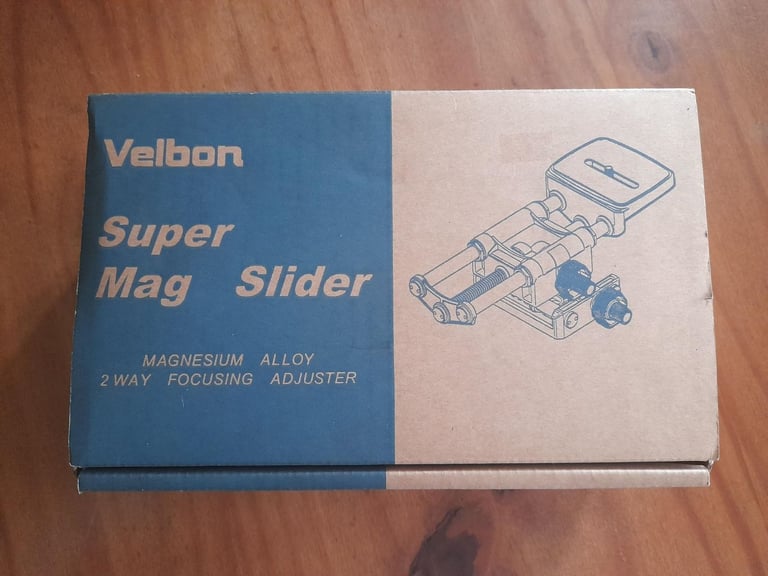 Velbon
Super
Mag Slider
MAGNESIUM ALLOY
2 WAY FOCUSING ADJUSTER